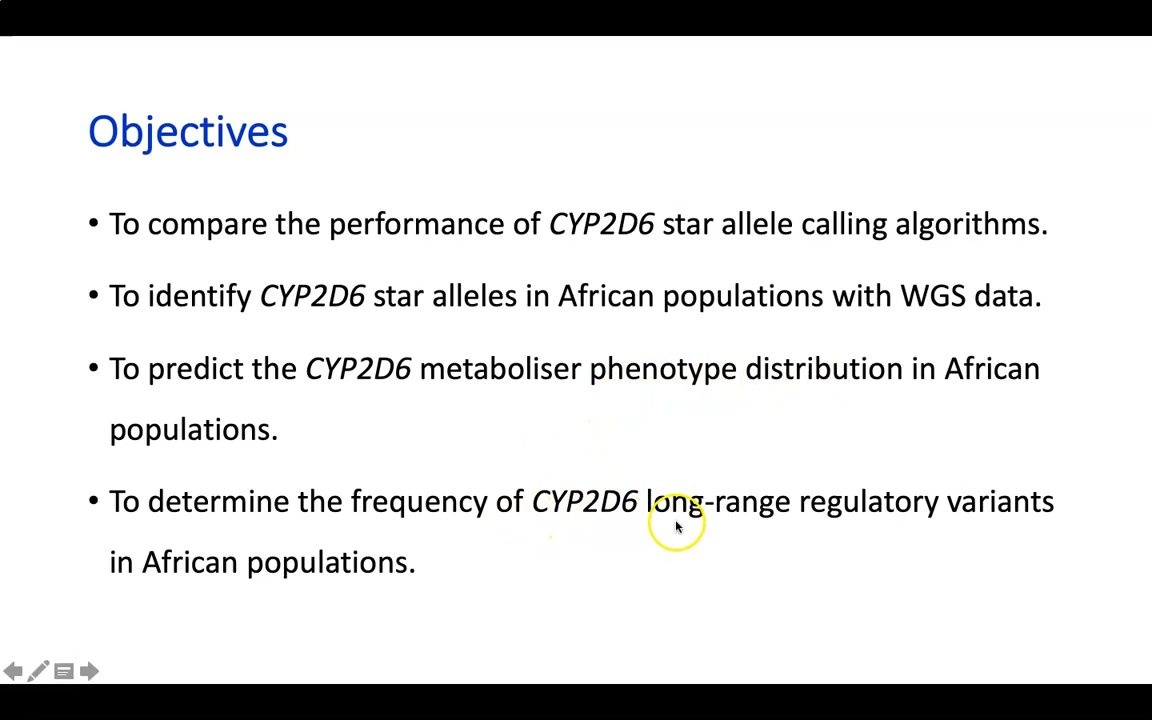 Objectives
• To compare the performance of CYP2D6 star allele calling algorithms.
• To identify CYP2D6 star alleles in African populations with WGS data.
• To predict the CYP2D6 metaboliser phenotype distribution in African
populations.
• To determine the frequency of CYP2D6 long-range regulatory variants
in African populations.